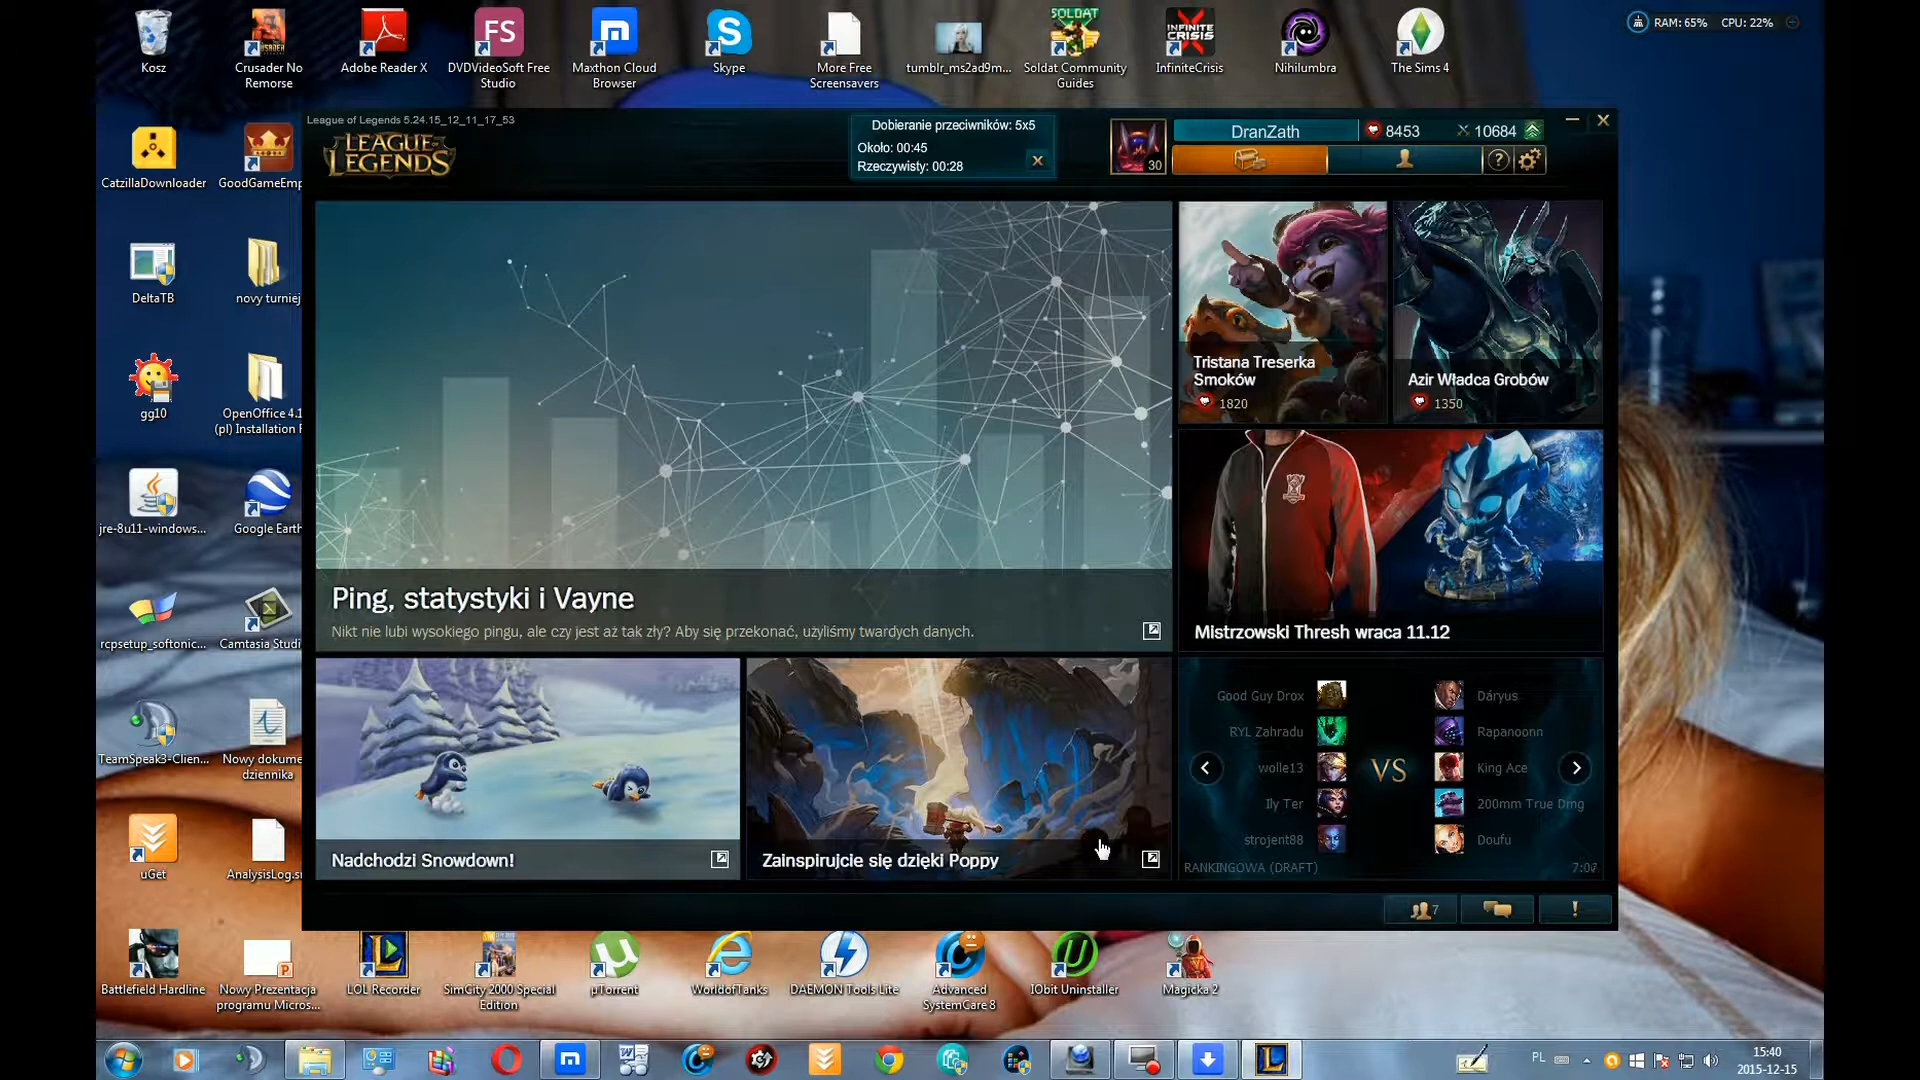 Kosz
Crusader No
Remorse
Adobe Reader X
DVDVideoSoft Free
Studio
Maxthon Cloud
Browser
Skype
More Free
Screensavers
tumblr_ms2ad9m...
Soldat Community
Guides
InfiniteCrisis
Nihilumbra
The Sims 4
RAM: 65% CPU: 22%
CatzillaDownloader
GoodGameEmp
DeltaTB
novy turniej
gg10
OpenOffice 4.1
(pl) Installation F
jre-8u11-windows...
Google Earth
rcpsetup_softonic...
Camtasia Studi
TeamSpeak3-Clien...
Nowy dokume
dziennika
uGet
AnalysisLog.s
League of Legends 5.24.15_12_11_17_53
LEAGUE
OF
LEGENDS
Dobieranie przeciwników: 5x5
Około: 00:45
Rzeczywisty: 00:28
X
30
DranZath
8453
10684
?
Ping, statystyki i Vayne
Nikt nie lubi wysokiego pingu, ale czy jest aż tak zły? Aby się przekonać, użyliśmy twardych danych.
Tristana Treserka
Smoków
1820
Azir Władca Grobów
1350
Mistrzowski Thresh wraca 11.12
Nadchodzi Snowdown!
Zainspirujcie się dzięki Poppy
Good Guy Drox
RYL Zahradu
wolle13
Ily Ter
strojent88
VS
Dáryus
Rapanoonn
King Ace
200mm True Dmg
Doufu
RANKINGOWA (DRAFT)
7:07
7
!
Battlefield Hardline
Nowy Prezentacja
programu Micros...
LOL Recorder
SimCity 2000 Special
Edition
µTorrent
WorldofTanks
DAEMON Tools Lite
Advanced
SystemCare 8
IObit Uninstaller
Magicka 2
PL
15:40
2015-12-15